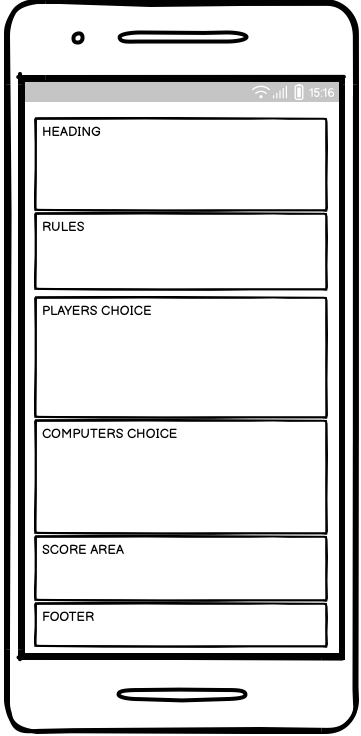 15:16
HEADING
RULES
PLAYERS CHOICE
COMPUTERS CHOICE
SCORE AREA
FOOTER